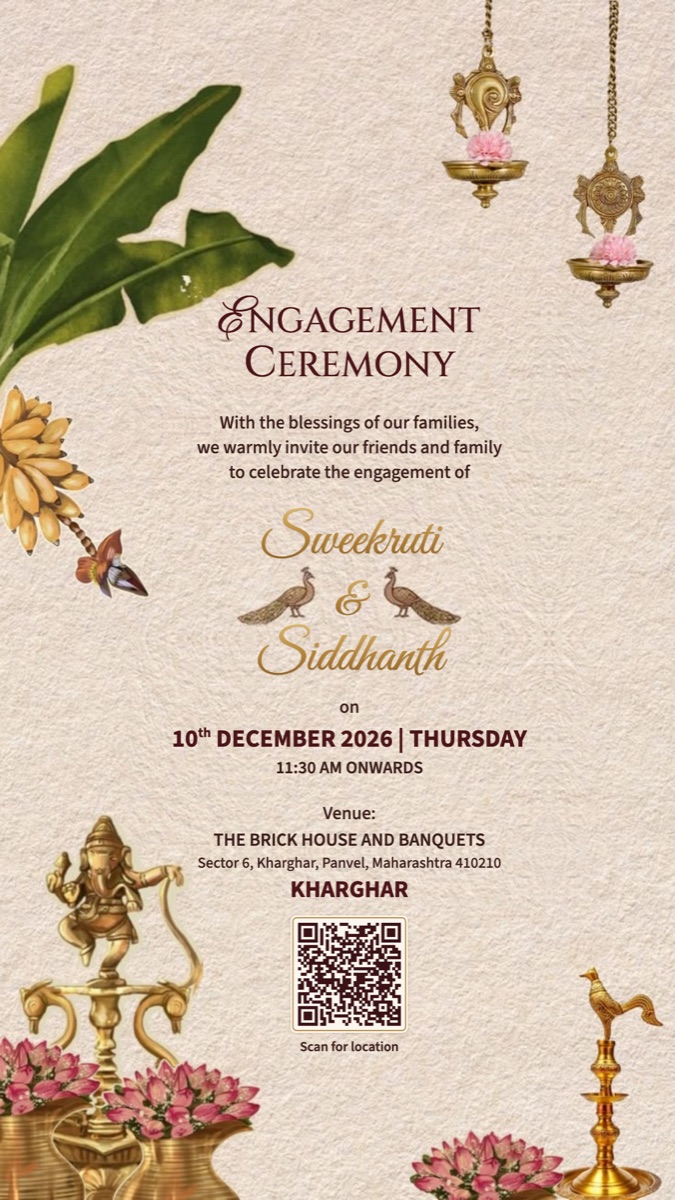 ENGAGEMENT
CEREMONY
With the blessings of our families,
we warmly invite our friends and family
to celebrate the engagement of
Sweekruti
&
Siddhanth
on
10th DECEMBER 2026 | THURSDAY
11:30 AM ONWARDS
Venue:
THE BRICK HOUSE AND BANQUETS
Sector 6, Kharghar, Panvel, Maharashtra 410210
KHARGHAR
Scan for location